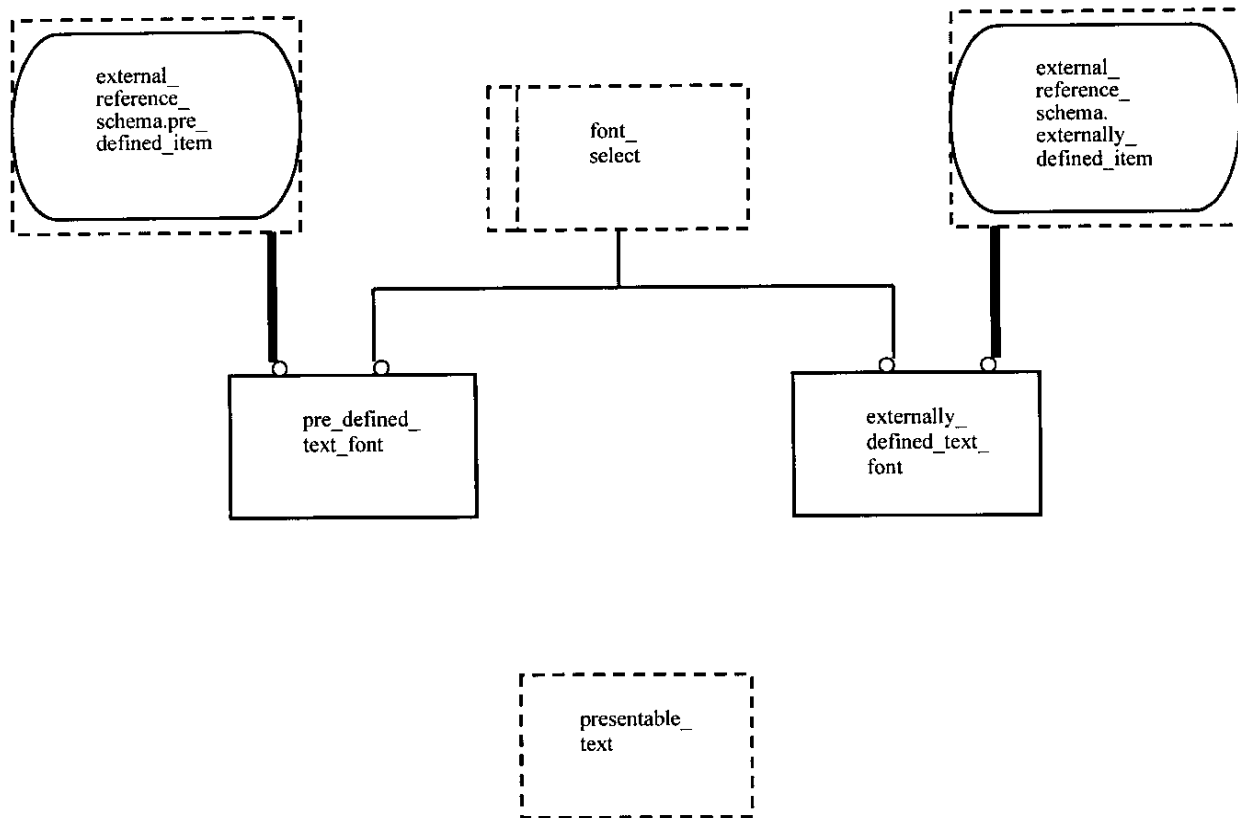 external_
reference_
schema.pre_
defined_item
font_
select
external_
reference_
schema.
externally_
defined_item
pre_defined_
text_font
externally_
defined_text_
font
presentable_
text